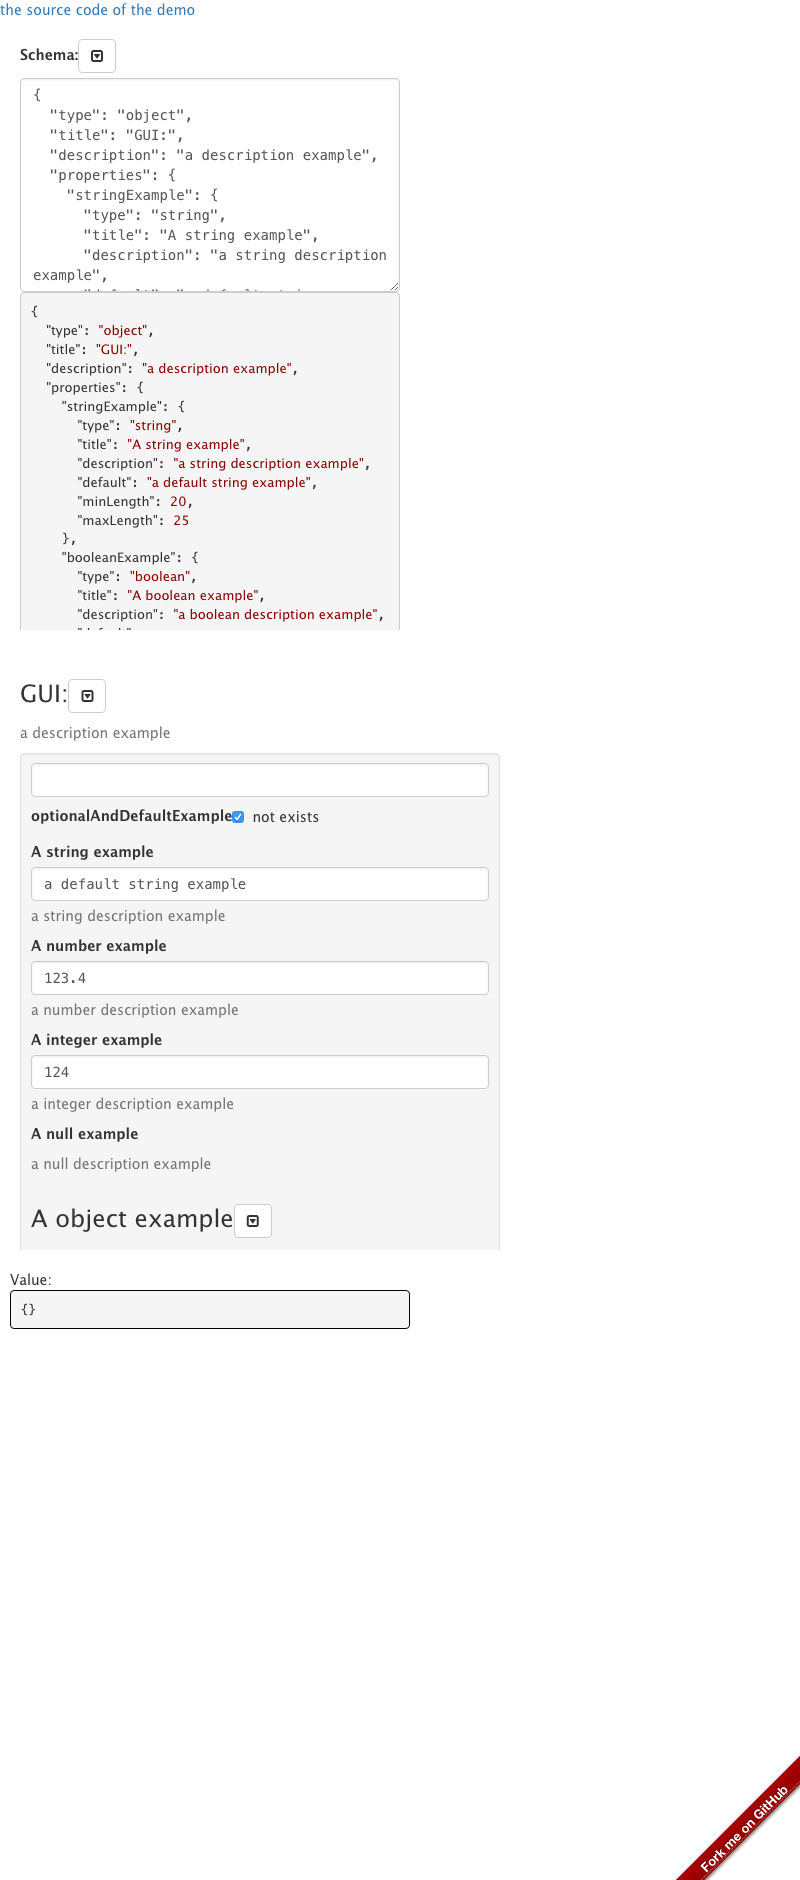 the source code of the demo
Schema:
{
  "type": "object",
  "title": "GUI:",
  "description": "a description example",
  "properties": {
    "stringExample": {
      "type": "string",
      "title": "A string example",
      "description": "a string description
example",
{
  "type": "object",
  "title": "GUI:",
  "description": "a description example",
  "properties": {
    "stringExample": {
      "type": "string",
      "title": "A string example",
      "description": "a string description example",
      "default": "a default string example",
      "minLength": 20,
      "maxLength": 25
    },
    "booleanExample": {
      "type": "boolean",
      "title": "A boolean example",
      "description": "a boolean description example",
GUI:
a description example
optionalAndDefaultExample not exists
A string example
a default string example
a string description example
A number example
123.4
a number description example
A integer example
124
a integer description example
A null example
a null description example
A object example
Value:
{}
Fork me on GitHub